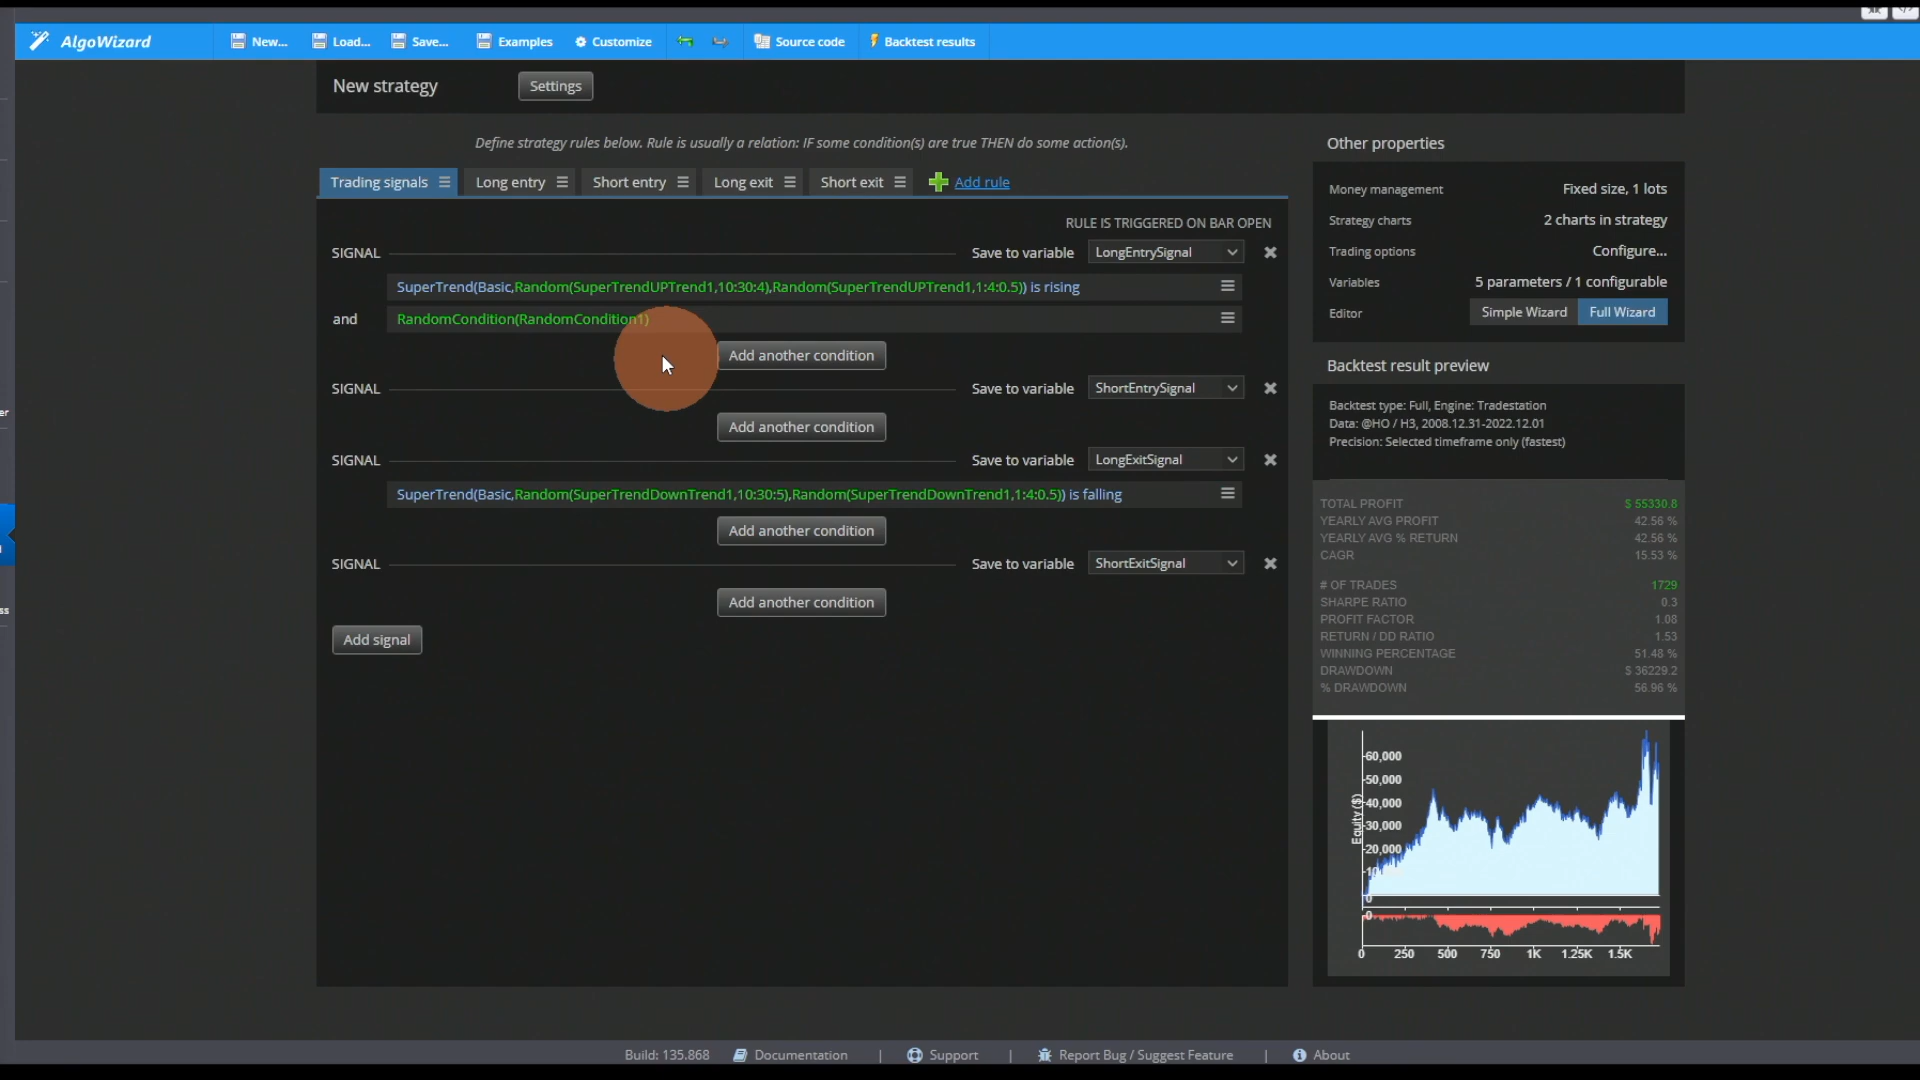 AlgoWizard
New... Load... Save... Examples Customize Source code Backtest results
New strategy Settings
Define strategy rules below. Rule is usually a relation: IF some condition(s) are true THEN do some action(s).
Trading signals Long entry Short entry Long exit Short exit Add rule
RULE IS TRIGGERED ON BAR OPEN
SIGNAL Save to variable LongEntrySignal
SuperTrend(Basic,Random(SuperTrendUPTrend1,10:30:4),Random(SuperTrendUPTrend1,1:4:0.5)) is rising
and RandomCondition(RandomCondition1)
Add another condition
SIGNAL Save to variable ShortEntrySignal
Add another condition
SIGNAL Save to variable LongExitSignal
SuperTrend(Basic,Random(SuperTrendDownTrend1,10:30:5),Random(SuperTrendDownTrend1,1:4:0.5)) is falling
Add another condition
SIGNAL Save to variable ShortExitSignal
Add another condition
Add signal
Other properties
Money management Fixed size, 1 lots
Strategy charts 2 charts in strategy
Trading options Configure...
Variables 5 parameters / 1 configurable
Editor Simple Wizard Full Wizard
Backtest result preview
Backtest type: Full, Engine: Tradestation
Data: @HO / H3, 2008.12.31-2022.12.01
Precision: Selected timeframe only (fastest)
TOTAL PROFIT $ 55330.8
YEARLY AVG PROFIT 42.56 %
YEARLY AVG % RETURN 42.56 %
CAGR 15.53 %
# OF TRADES 1729
SHARPE RATIO 0.3
PROFIT FACTOR 1.08
RETURN / DD RATIO 1.53
WINNING PERCENTAGE 51.48 %
DRAWDOWN $ 36229.2
% DRAWDOWN 56.96 %
Equity ($)
60,000
50,000
40,000
30,000
20,000
0
0
0 250 500 750 1K 1.25K 1.5K
er
ss
Build: 135.868 Documentation | Support | Report Bug / Suggest Feature | About